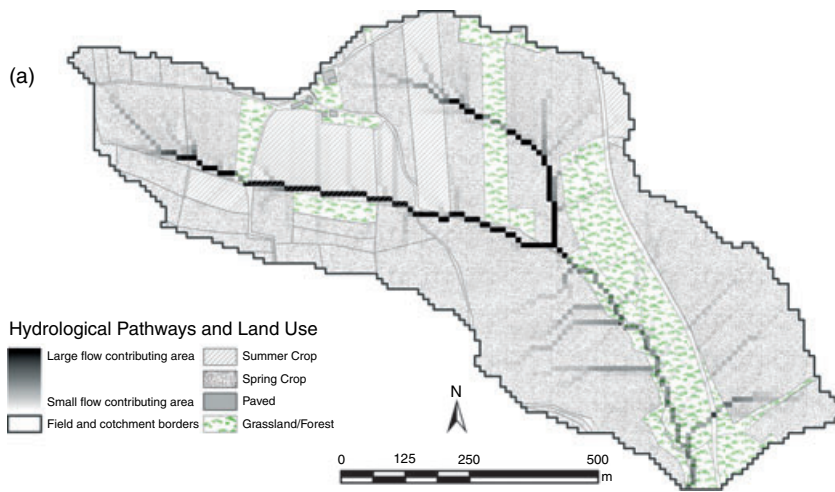 (a)
Hydrological Pathways and Land Use
Large flow contributing area
Small flow contributing area
Field and cotchment borders
Summer Crop
Spring Crop
Paved
Grassland/Forest
N
0 125 250 500
m